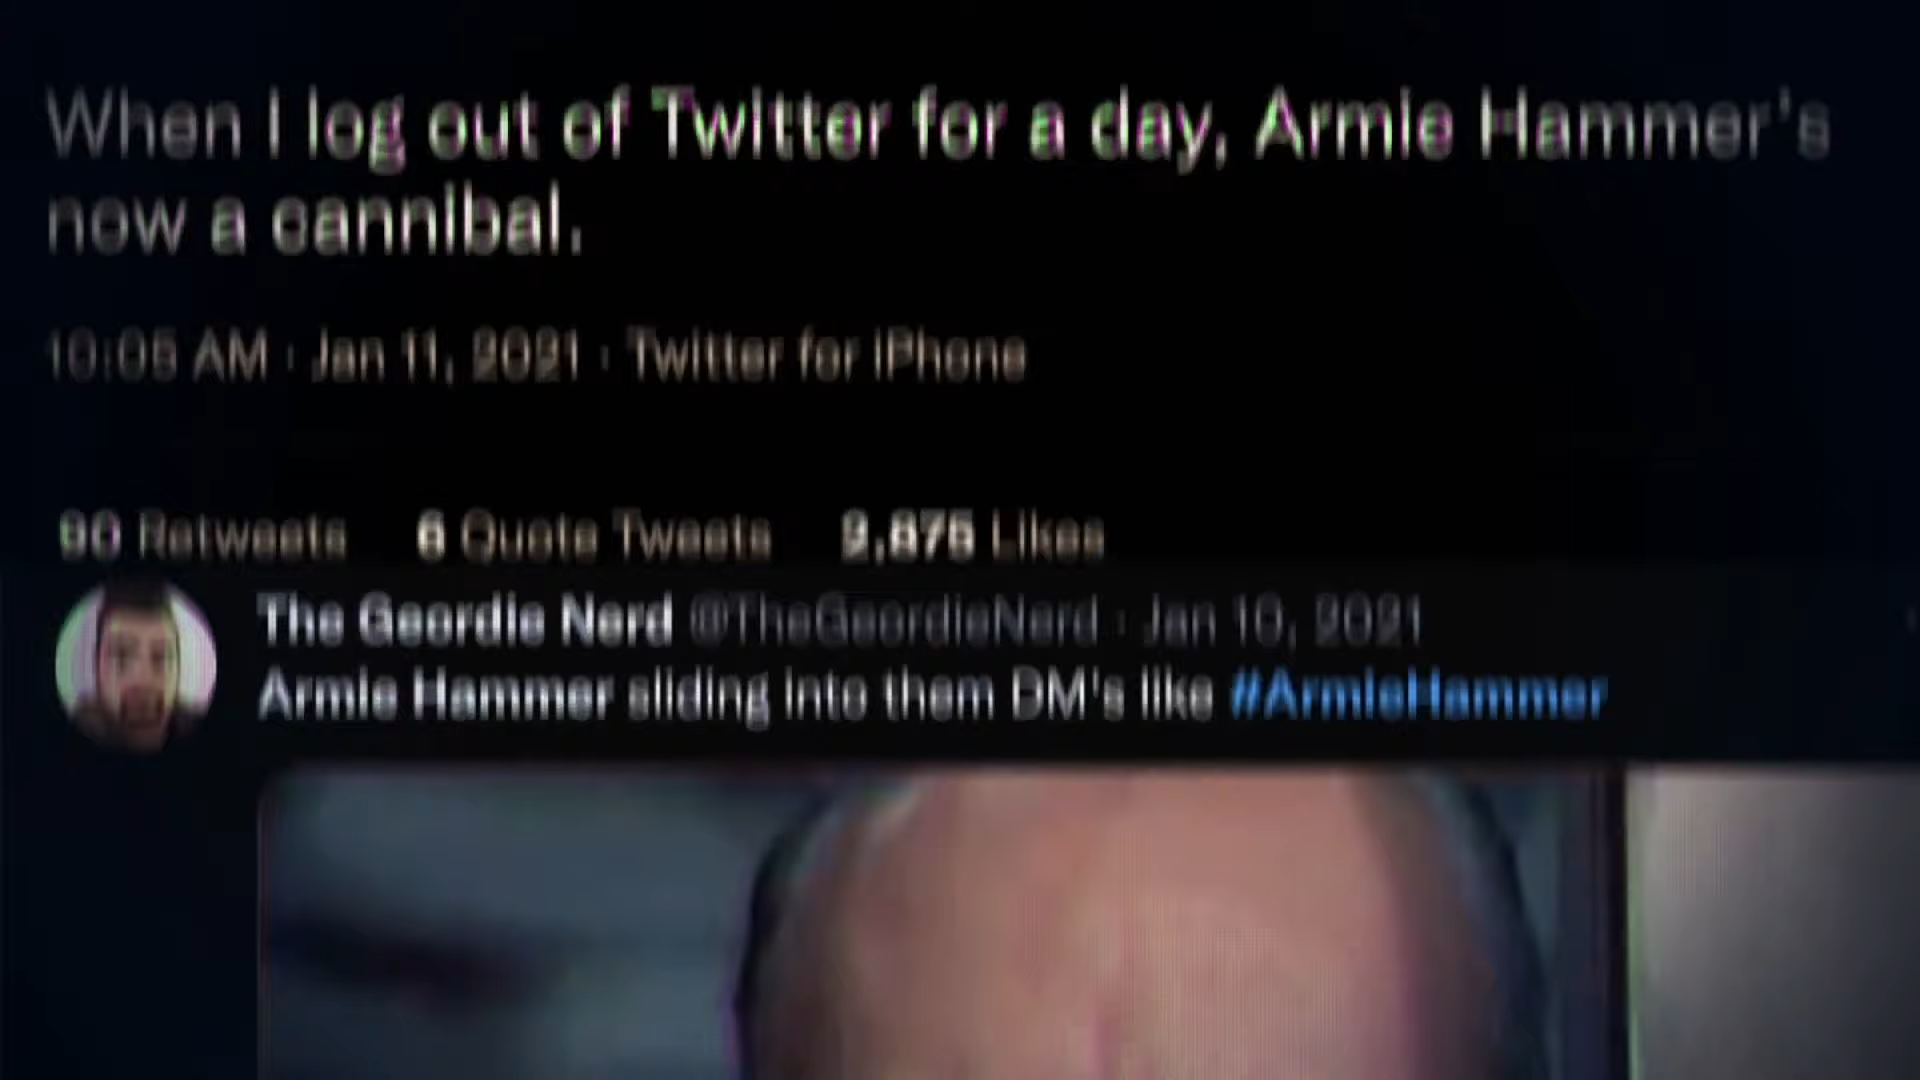 When I log out of Twitter for a day, Armie Hammer's
now a cannibal.
10:05 AM · Jan 11, 2021 · Twitter for iPhone
90 Retweets 6 Quote Tweets 2,875 Likes
The Geordie Nerd @TheGeordieNerd · Jan 10, 2021
Armie Hammer sliding into them DM's like #ArmieHammer